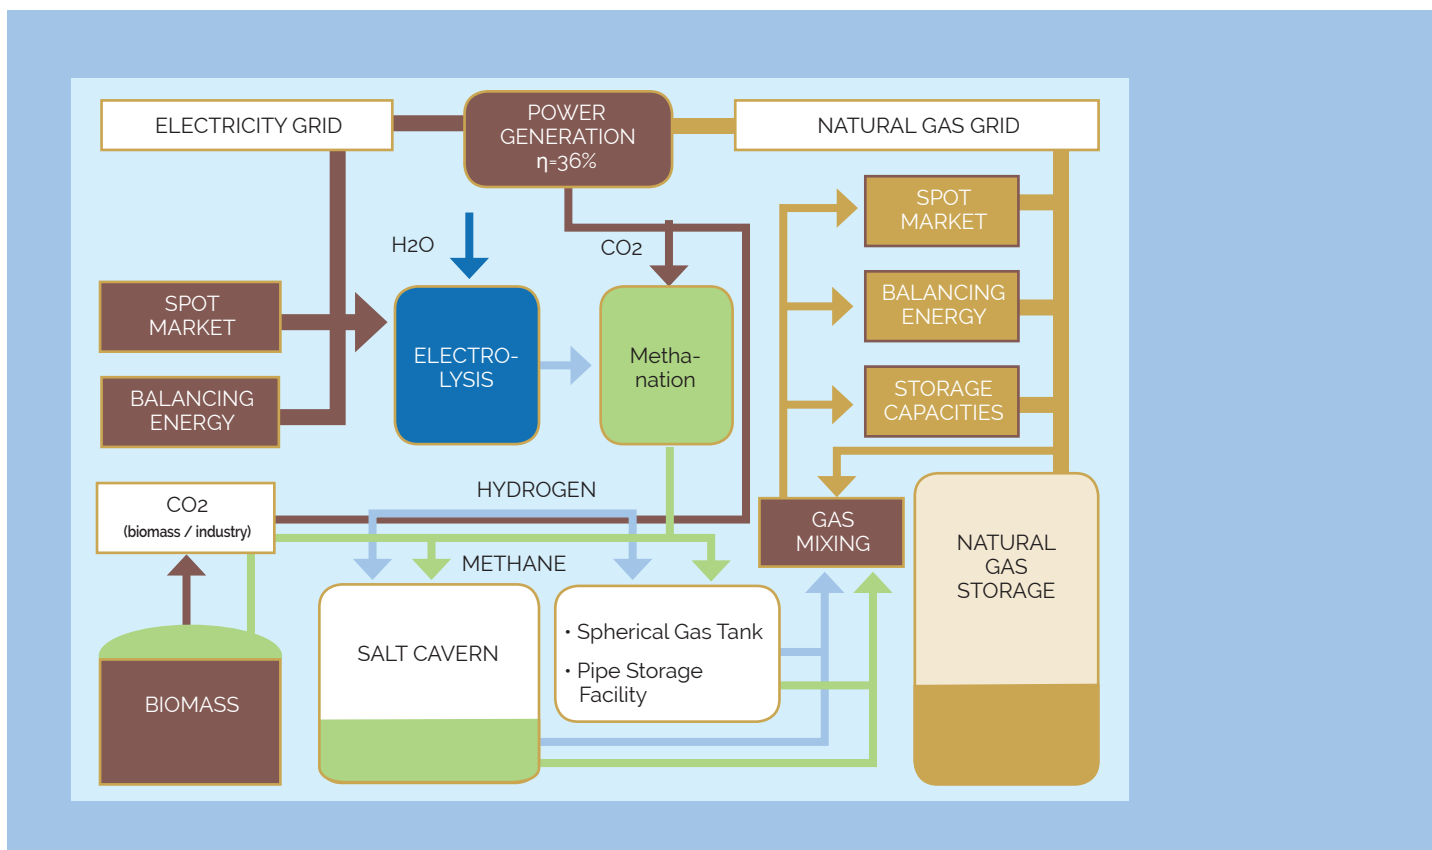 ELECTRICITY GRID
POWER
GENERATION
η=36%
NATURAL GAS GRID
H2O
CO2
SPOT
MARKET
BALANCING
ENERGY
ELECTRO-
LYSIS
Metha-
nation
SPOT
MARKET
BALANCING
ENERGY
STORAGE
CAPACITIES
CO2
(biomass / industry)
HYDROGEN
METHANE
GAS
MIXING
NATURAL
GAS
STORAGE
BIOMASS
SALT CAVERN
• Spherical Gas Tank
• Pipe Storage
Facility